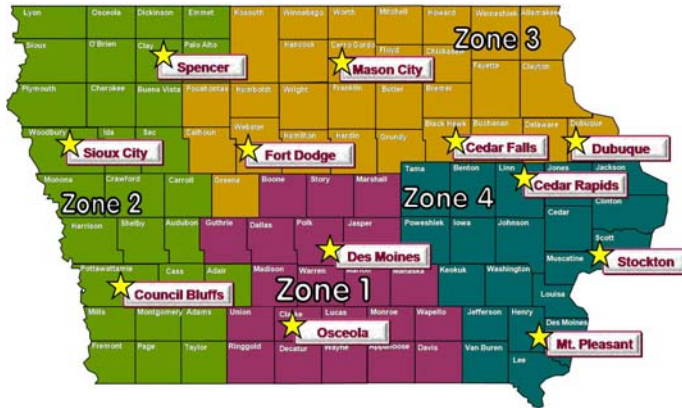 Lyon Osceola Dickinson Emmet Kossuth Winnebago Worth Mitchell Howard Winneshiek Allamakee
Zone 3
Sioux O'Brien Clay Palo Alto Hancock Cerro Gordo Floyd Chickasaw
Spencer
Mason City
Fayette Clayton
Plymouth Cherokee Buena Vista Pocahontas Humboldt Wright Franklin Butler Bremer
Woodbury Ida Sac Calhoun Webster Hamilton Hardin Grundy Black Hawk Buchanan Delaware Dubuque
Sioux City
Fort Dodge
Cedar Falls
Dubuque
Monona Crawford Carroll Greene Boone Story Marshall Tama Benton Linn Jones Jackson
Cedar Rapids
Zone 2
Zone 4
Clinton
Harrison Shelby Audubon Guthrie Dallas Polk Jasper Poweshiek Iowa Johnson Cedar
Scott
Des Moines
Muscatine
Stockton
Pottawattamie Cass Adair Madison Warren Marion Mahaska Keokuk Washington
Louisa
Council Bluffs
Zone 1
Mills Montgomery Adams Union Clarke Lucas Monroe Wapello Jefferson Henry Des Moines
Osceola
Mt. Pleasant
Fremont Page Taylor Ringgold Decatur Wayne Appanoose Davis Van Buren Lee